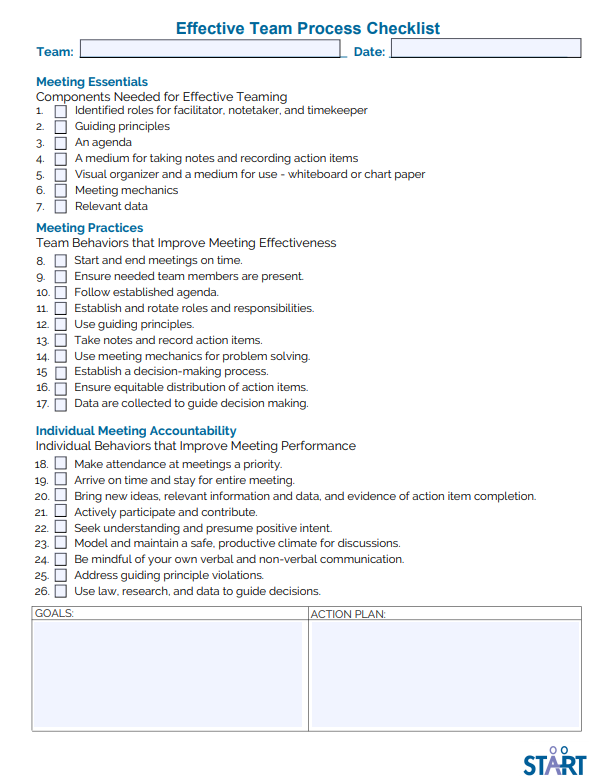 Effective Team Process Checklist
Team: Date:
Meeting Essentials
Components Needed for Effective Teaming
1. Identified roles for facilitator, notetaker, and timekeeper
2. Guiding principles
3. An agenda
4. A medium for taking notes and recording action items
5. Visual organizer and a medium for use - whiteboard or chart paper
6. Meeting mechanics
7. Relevant data
Meeting Practices
Team Behaviors that Improve Meeting Effectiveness
8. Start and end meetings on time.
9. Ensure needed team members are present.
10. Follow established agenda.
11. Establish and rotate roles and responsibilities.
12. Use guiding principles.
13. Take notes and record action items.
14. Use meeting mechanics for problem solving.
15 Establish a decision-making process.
16. Ensure equitable distribution of action items.
17. Data are collected to guide decision making.
Individual Meeting Accountability
Individual Behaviors that Improve Meeting Performance
18. Make attendance at meetings a priority.
19. Arrive on time and stay for entire meeting.
20. Bring new ideas, relevant information and data, and evidence of action item completion.
21. Actively participate and contribute.
22. Seek understanding and presume positive intent.
23. Model and maintain a safe, productive climate for discussions.
24. Be mindful of your own verbal and non-verbal communication.
25. Address guiding principle violations.
26. Use law, research, and data to guide decisions.
GOALS: ACTION PLAN:
START